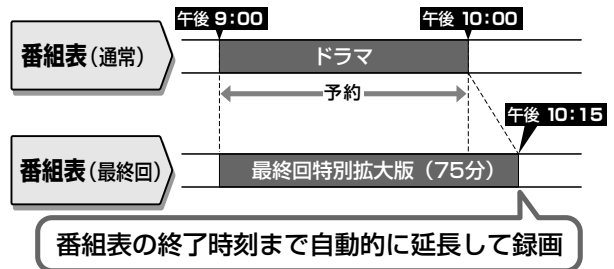 午後 9:00
午後 10:00
番組表(通常)
ドラマ
予約
午後 10:15
番組表(最終回)
最終回特別拡大版(75分)
番組表の終了時刻まで自動的に延長して録画